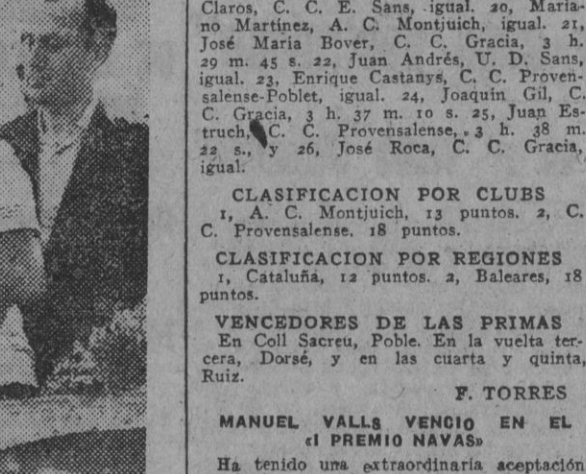 Claros, C. C. E. Sans, igual. 20, Maria-
no Martínez, A. C. Montjuich, igual. 21,
José María Bover, C. C. Gracia, 3 h.
29 m. 45 s. 22, Juan Andrés, U. D. Sans,
igual. 23, Enrique Castanys, C. C. Proven-
salense-Poblet, igual. 24, Joaquín Gil, C.
C. Gracia, 3 h. 37 m. 10 s. 25, Juan Es-
truch, C. C. Provensalense, 3 h. 38 m.
22 s., y 26, José Roca, C. C. Gracia,
igual.
CLASIFICACION POR CLUBS
1, A. C. Montjuich, 13 puntos. 2, C.
C. Provensalense. 18 puntos.
CLASIFICACION POR REGIONES
1, Cataluña, 12 puntos. 2, Baleares, 18
puntos.
VENCEDORES DE LAS PRIMAS
En Coll Sacreu, Poble. En la vuelta ter-
cera, Dorsé, y en las cuarta y quinta,
Ruiz.
F. TORRES
MANUEL VALLS VENCIO EN EL
«I PREMIO NAVAS»
Ha tenido una extraordinaria aceptación